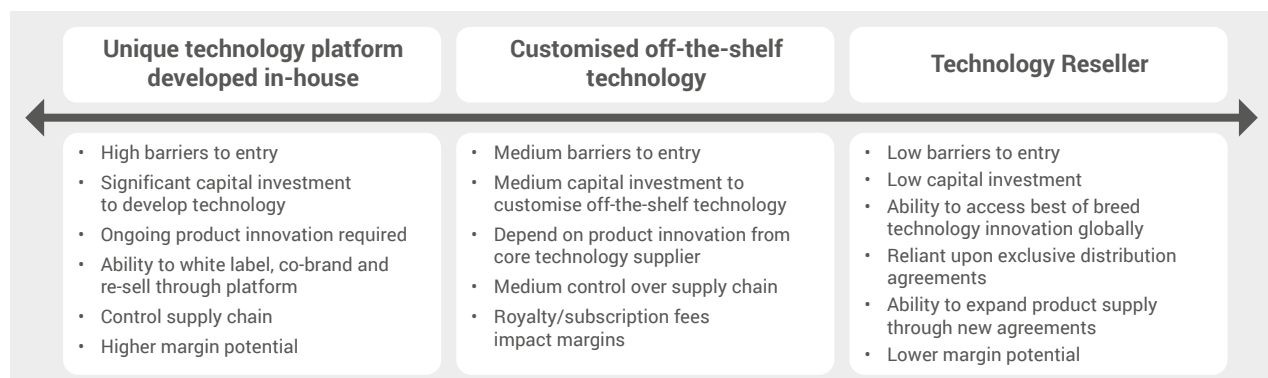 Unique technology platform
developed in-house
Customised off-the-shelf
technology
Technology Reseller
• High barriers to entry
• Significant capital investment
to develop technology
• Ongoing product innovation required
• Ability to white label, co-brand and
re-sell through platform
• Control supply chain
• Higher margin potential
• Medium barriers to entry
• Medium capital investment to
customise off-the-shelf technology
• Depend on product innovation from
core technology supplier
• Medium control over supply chain
• Royalty/subscription fees
impact margins
• Low barriers to entry
• Low capital investment
• Ability to access best of breed
technology innovation globally
• Reliant upon exclusive distribution
agreements
• Ability to expand product supply
through new agreements
• Lower margin potential